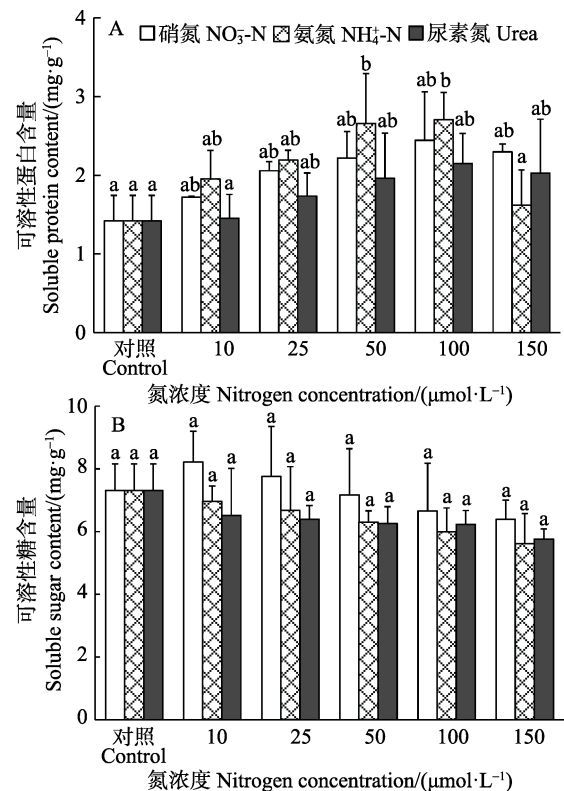 A
硝氮 NO₃⁻-N 氨氮 NH₄⁺-N 尿素氮 Urea
可溶性蛋白含量
Soluble protein content/(mg·g⁻¹)
4
3
2
1
0
a a a
ab ab a
ab ab ab
ab b ab
ab b ab
ab a ab
对照
Control
10 25 50 100 150
氮浓度 Nitrogen concentration/(μmol·L⁻¹)
B
可溶性糖含量
Soluble sugar content/(mg·g⁻¹)
10
8
6
4
2
0
a a a
a a a
a a a
a a a
a a a
a a a
对照
Control
10 25 50 100 150
氮浓度 Nitrogen concentration/(μmol·L⁻¹)